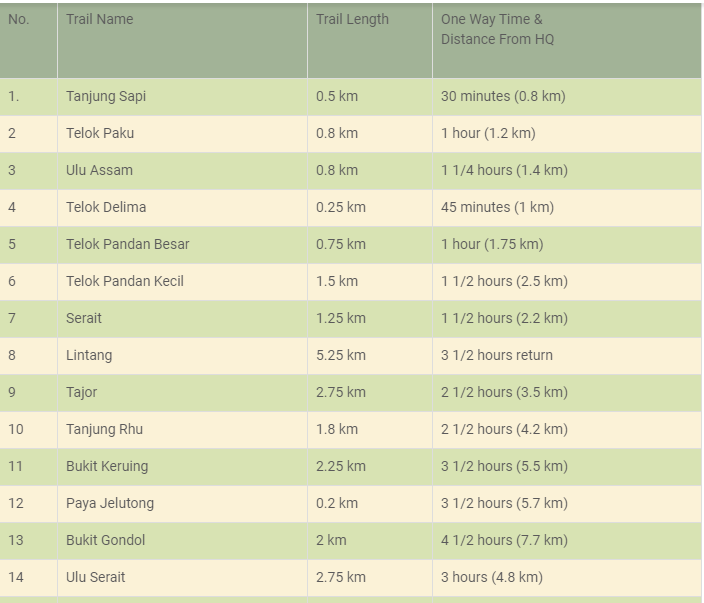 No. Trail Name Trail Length One Way Time &
Distance From HQ
1. Tanjung Sapi 0.5 km 30 minutes (0.8 km)
2 Telok Paku 0.8 km 1 hour (1.2 km)
3 Ulu Assam 0.8 km 1 1/4 hours (1.4 km)
4 Telok Delima 0.25 km 45 minutes (1 km)
5 Telok Pandan Besar 0.75 km 1 hour (1.75 km)
6 Telok Pandan Kecil 1.5 km 1 1/2 hours (2.5 km)
7 Serait 1.25 km 1 1/2 hours (2.2 km)
8 Lintang 5.25 km 3 1/2 hours return
9 Tajor 2.75 km 2 1/2 hours (3.5 km)
10 Tanjung Rhu 1.8 km 2 1/2 hours (4.2 km)
11 Bukit Keruing 2.25 km 3 1/2 hours (5.5 km)
12 Paya Jelutong 0.2 km 3 1/2 hours (5.7 km)
13 Bukit Gondol 2 km 4 1/2 hours (7.7 km)
14 Ulu Serait 2.75 km 3 hours (4.8 km)